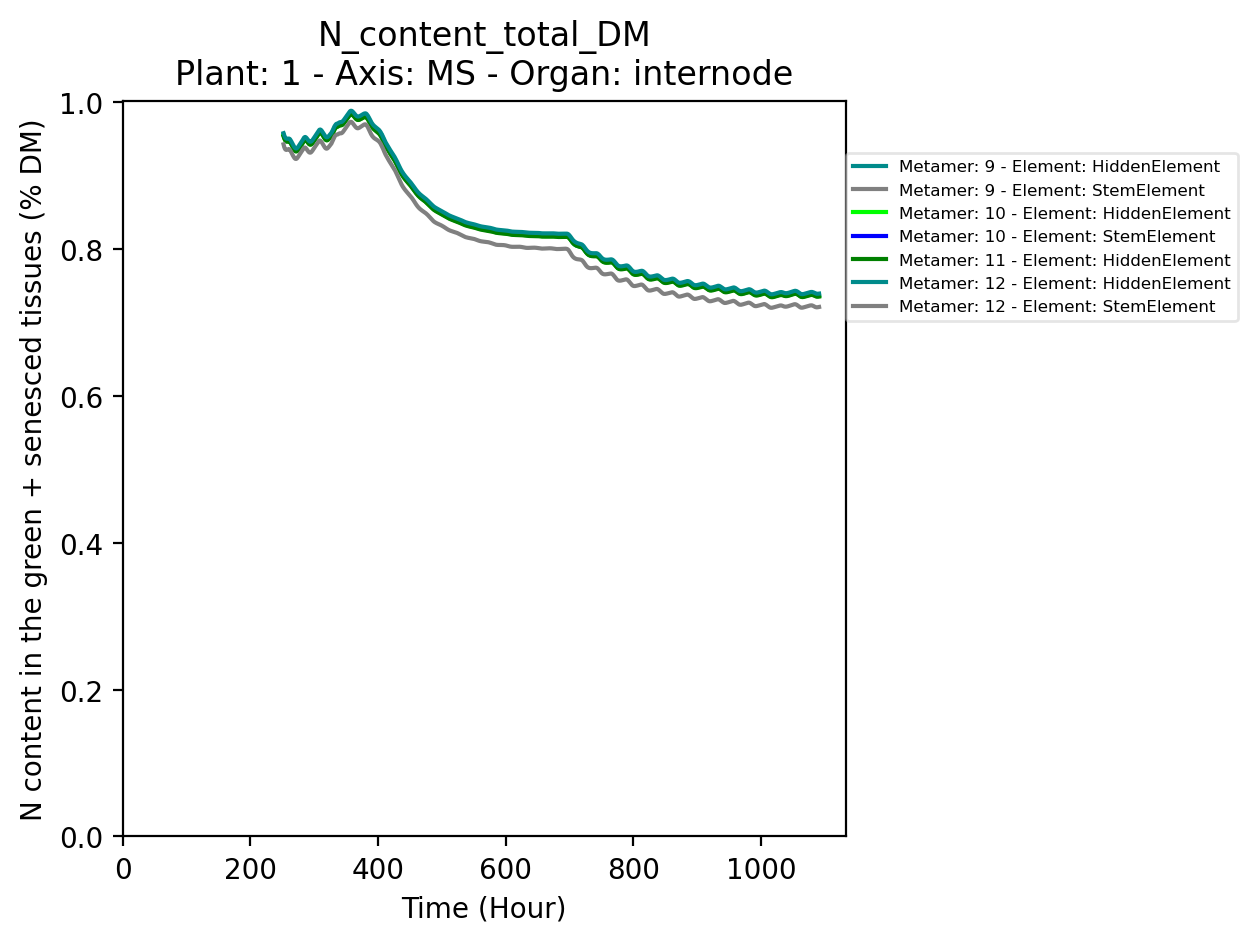 N_content_total_DM
Plant: 1 - Axis: MS - Organ: internode
N content in the green + senesced tissues (% DM)
1.0
0.8
0.6
0.4
0.2
0.0
0 200 400 600 800 1000
Time (Hour)
Metamer: 9 - Element: HiddenElement
Metamer: 9 - Element: StemElement
Metamer: 10 - Element: HiddenElement
Metamer: 10 - Element: StemElement
Metamer: 11 - Element: HiddenElement
Metamer: 12 - Element: HiddenElement
Metamer: 12 - Element: StemElement